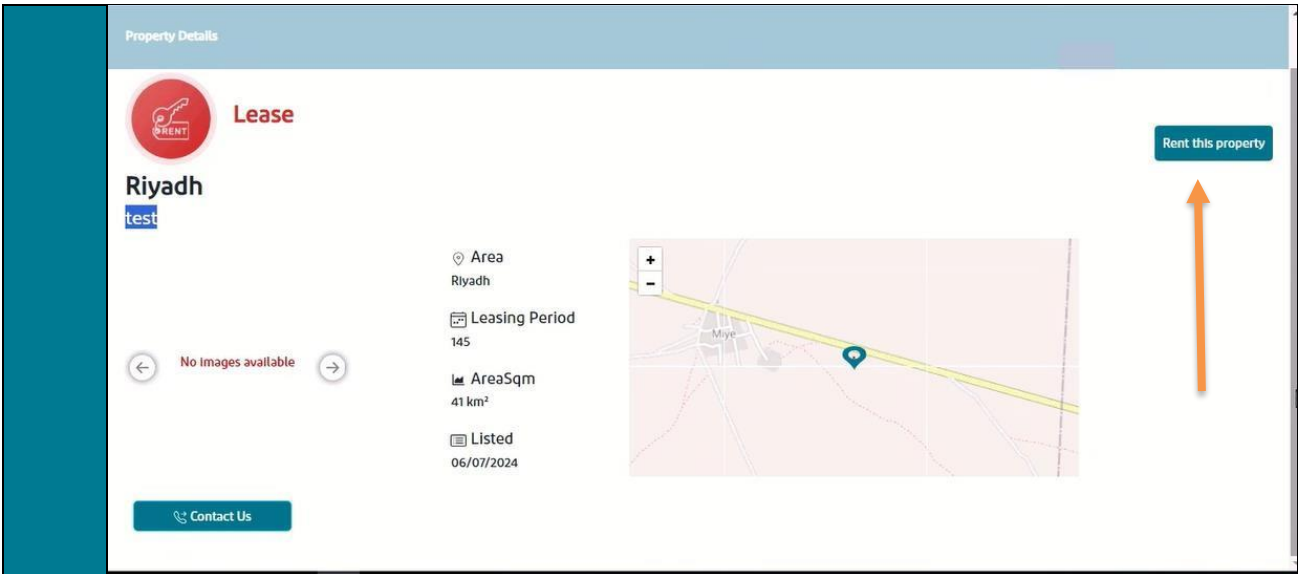 Property Details
RENT
Lease
Rent this property
Riyadh
test
Area
Riyadh
Leasing Period
145
AreaSqm
41 km²
Listed
06/07/2024
+
−
Miye
No images available
Contact Us